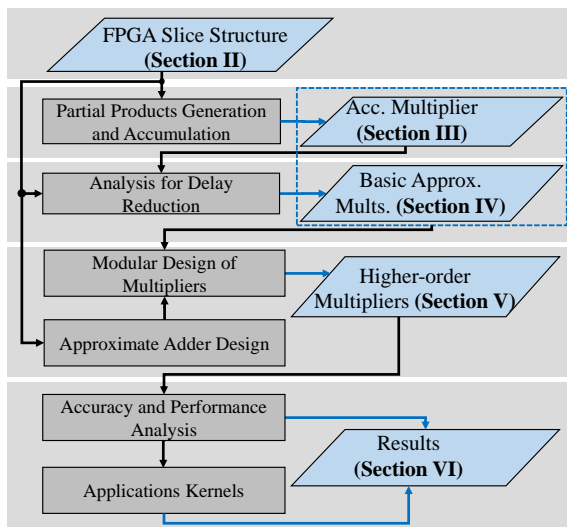 FPGA Slice Structure
(Section II)
Partial Products Generation
and Accumulation
Acc. Multiplier
(Section III)
Analysis for Delay
Reduction
Basic Approx.
Mults. (Section IV)
Modular Design of
Multipliers
Higher-order
Multipliers (Section V)
Approximate Adder Design
Accuracy and Performance
Analysis
Results
(Section VI)
Applications Kernels